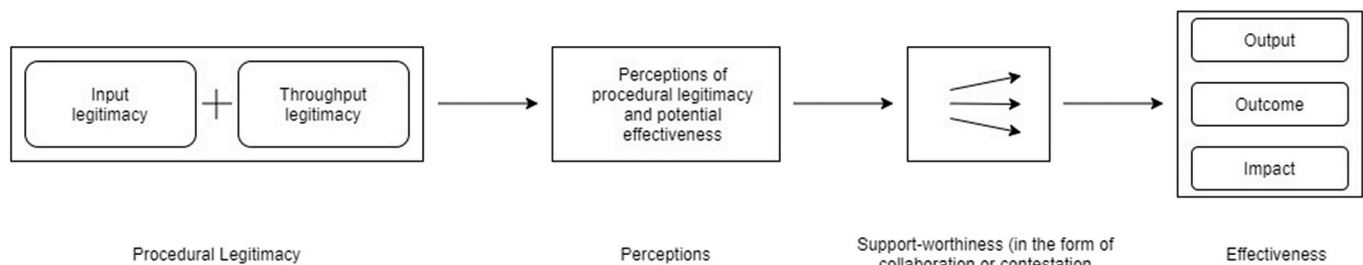 Input
legitimacy
Throughput
legitimacy
Perceptions of
procedural legitimacy
and potential
effectiveness
Output
Outcome
Impact
Procedural Legitimacy
Perceptions
Support-worthiness (in the form of
collaboration or contestation
Effectiveness